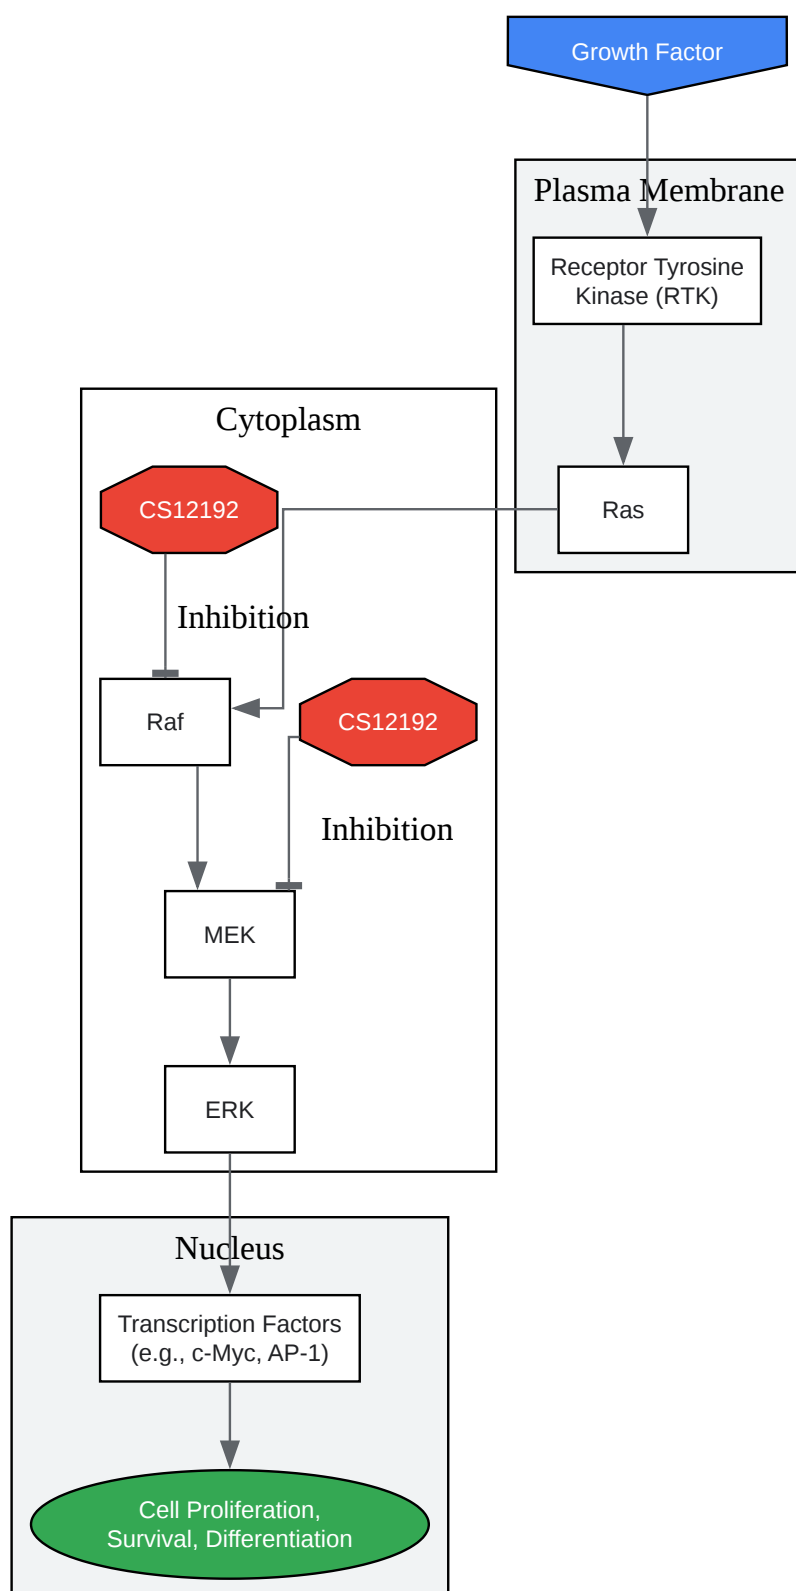 Growth Factor
Plasma Membrane
Receptor Tyrosine
Kinase (RTK)
Cytoplasm
CS12192
Ras
Inhibition
Raf
CS12192
Inhibition
MEK
ERK
Nucleus
Transcription Factors
(e.g., c-Myc, AP-1)
Cell Proliferation,
Survival, Differentiation